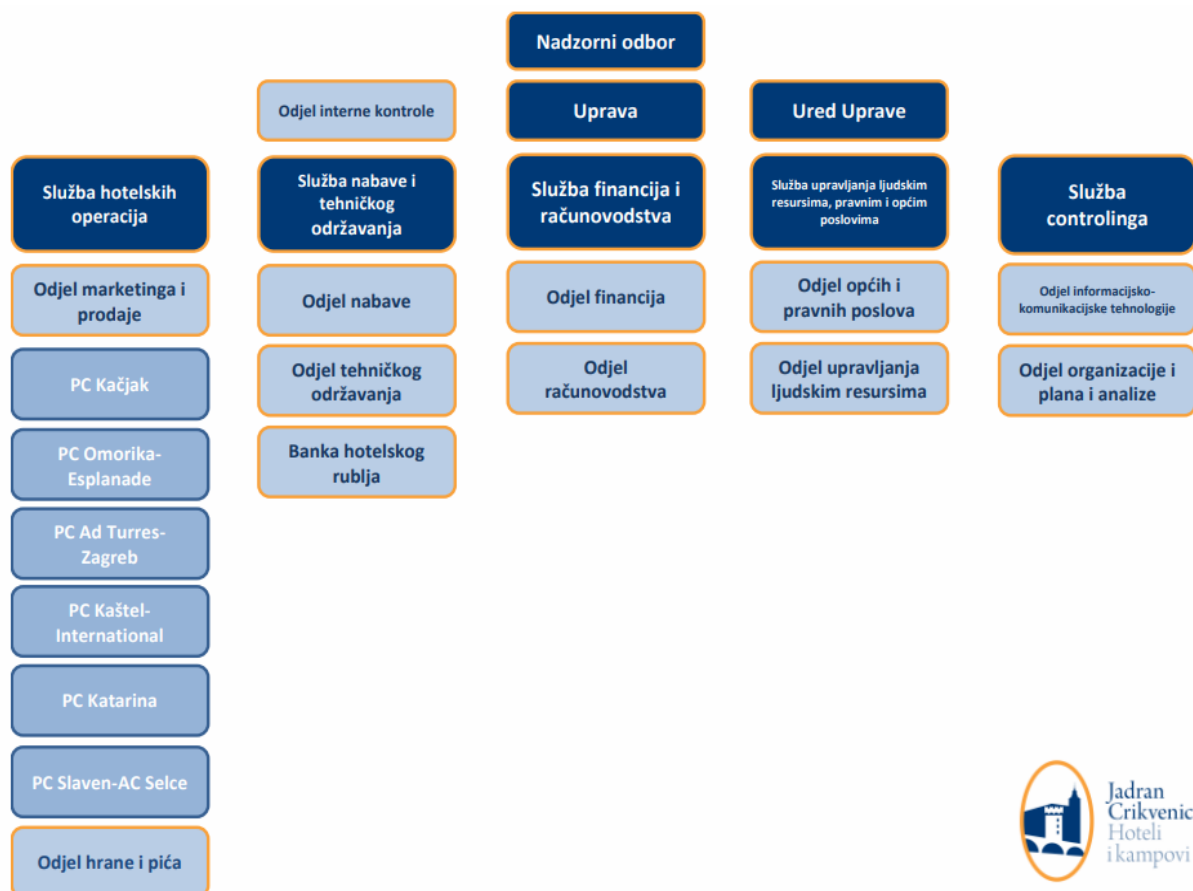 Nadzorni odbor
Odjel interne kontrole
Uprava
Ured Uprave
Služba hotelskih
operacija
Služba nabave i
tehničkog
održavanja
Služba financija i
računovodstva
Služba upravljanja ljudskim
resursima, pravnim i općim
poslovima
Služba
controlinga
Odjel marketinga i
prodaje
Odjel nabave
Odjel financija
Odjel općih i
pravnih poslova
Odjel informacijsko-
komunikacijske tehnologije
PC Kačjak
Odjel tehničkog
održavanja
Odjel
računovodstva
Odjel upravljanja
ljudskim resursima
Odjel organizacije i
plana i analize
PC Omorika-
Esplanade
Banka hotelskog
rublja
PC Ad Turres-
Zagreb
PC Kaštel-
International
PC Katarina
PC Slaven-AC Selce
Odjel hrane i pića
Jadran
Crikvenic
Hoteli
i kampovi